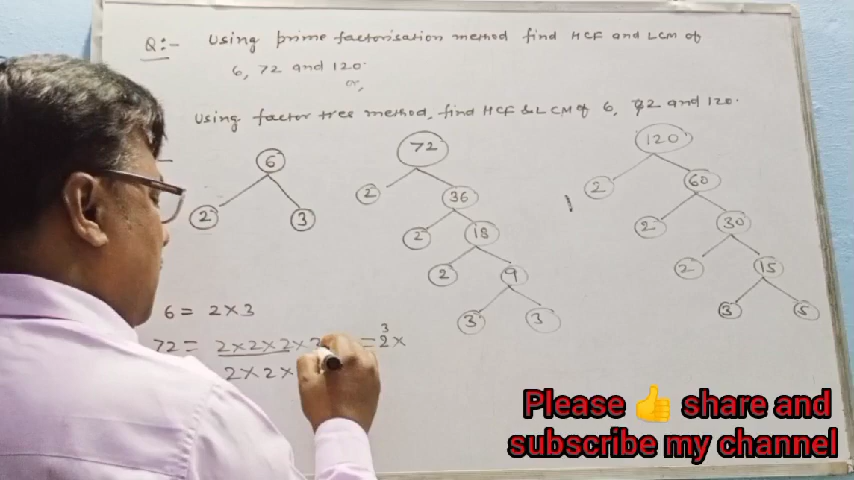 Q:- Using prime factorisation method find HCF and LCM of
6, 72 and 120.
or,
Using factor tree method, find HCF & LCM of 6, 72 and 120.
6
2 3
72
2 36
2 18
2 9
3 3
120
2 60
2 30
2 15
3 5
6 = 2 × 3
72 = 2 × 2 × 2 × = 2³ ×
2 × 2 ×
Please 👍 share and
subscribe my channel